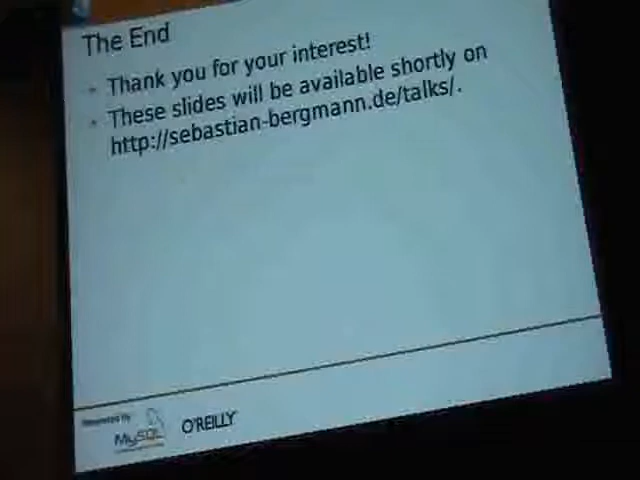 The End
Thank you for your interest!
These slides will be available shortly on
http://sebastian-bergmann.de/talks/.
Presented by
MySQL
O'REILLY